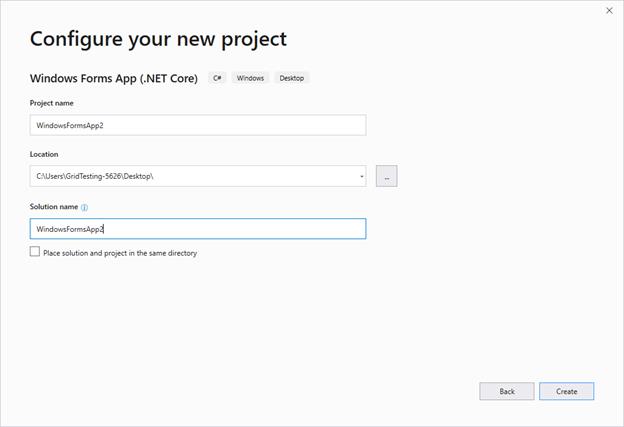 Configure your new project
Windows Forms App (.NET Core) C# Windows Desktop
Project name
WindowsFormsApp2
Location
C:\Users\GridTesting-5626\Desktop\
...
Solution name
WindowsFormsApp2
Place solution and project in the same directory
Back Create